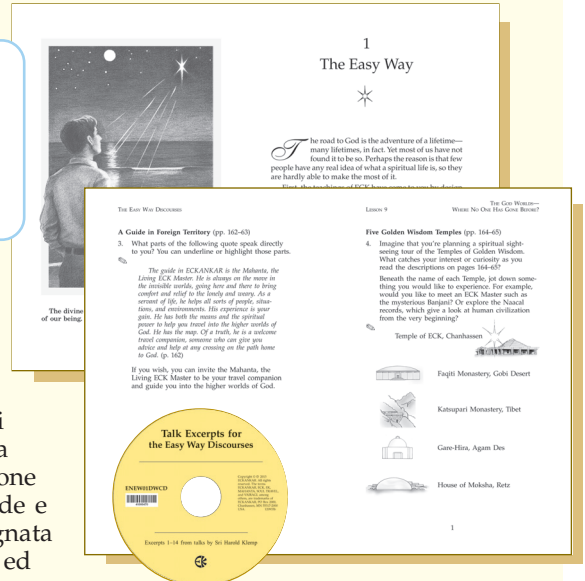 1
The Easy Way
The road to God is the adventure of a lifetime—
many lifetimes, in fact. Yet most of us have not
found it to be so. Perhaps the reason is that few
people have any real idea of what a spiritual life is, so they
are hardly able to make the most of it.
First, the teachings of ECK have come to you by design
The divine
of our being.
THE EASY WAY DISCOURSES
A Guide in Foreign Territory (pp. 162–63)
3. What parts of the following quote speak directly
to you? You can underline or highlight those parts.
The guide in ECKANKAR is the Mahanta, the
Living ECK Master. He is always on the move in
the invisible worlds, going here and there to bring
comfort and relief to the lonely and weary. As a
servant of life, he helps all sorts of people, situa-
tions, and environments. His experience is your
gain. He has both the means and the spiritual
power to help you travel into the higher worlds of
God. He has the map. Of a truth, he is a welcome
travel companion, someone who can give you
advice and help at any crossing on the path home
to God. (p. 162)
If you wish, you can invite the Mahanta, the
Living ECK Master to be your travel companion
and guide you into the higher worlds of God.
LESSON 9
THE GOD WORLDS—
WHERE NO ONE HAS GONE BEFORE?
Five Golden Wisdom Temples (pp. 164–65)
4. Imagine that you're planning a spiritual sight-
seeing tour of the Temples of Golden Wisdom.
What catches your interest or curiosity as you
read the descriptions on pages 164–65?
Beneath the name of each Temple, jot down some-
thing you would like to experience. For example,
would you like to meet an ECK Master such as
the mysterious Banjani? Or explore the Naacal
records, which give a look at human civilization
from the very beginning?
Temple of ECK, Chanhassen
Faqiti Monastery, Gobi Desert
Katsupari Monastery, Tibet
Gare-Hira, Agam Des
House of Moksha, Retz
1
Talk Excerpts for
the Easy Way Discourses
ENEW01DWCD
Excerpts 1–14 from talks by Sri Harold Klemp
i
a
one
de e
gnata
ed